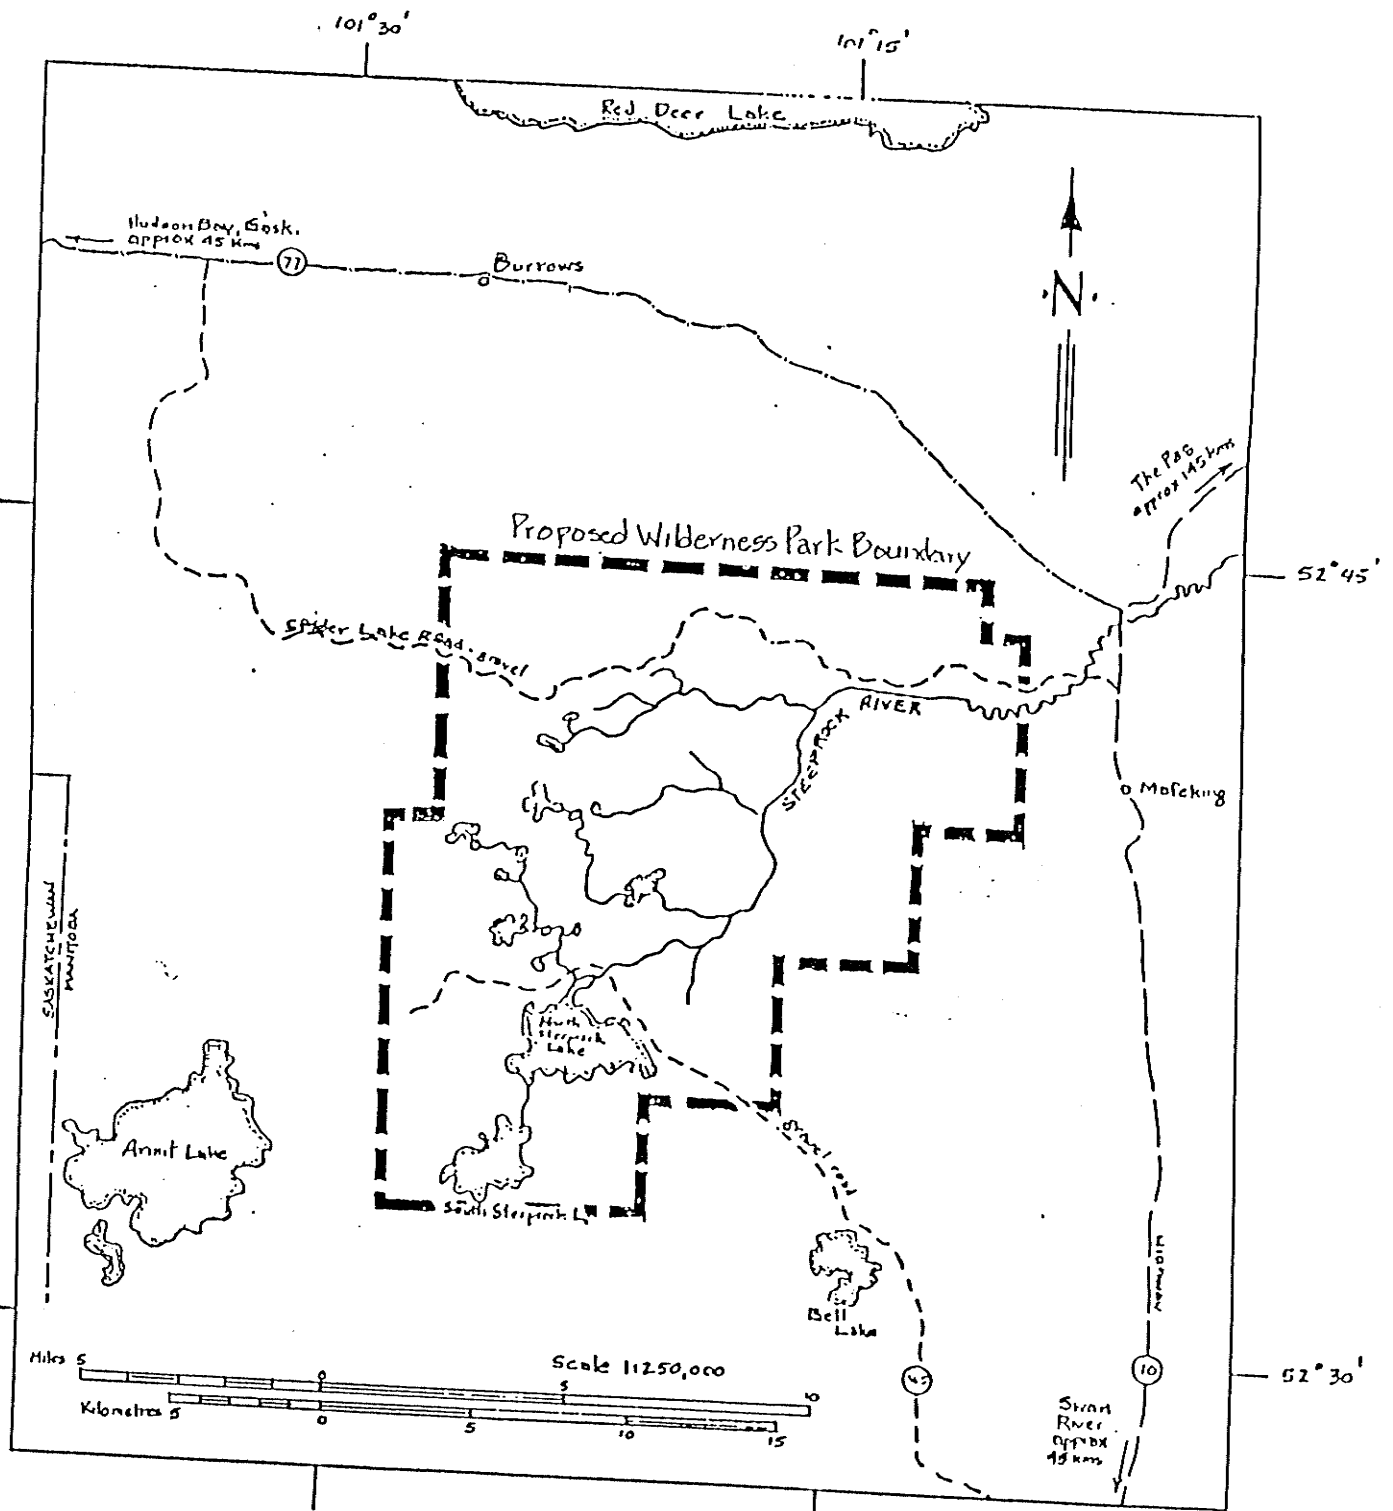 101°30'
101°15'
Red Deer Lake
Hudson Bay, Sask.
approx 45 Km
77
Burrows
N
The Pas
approx 145 kms
Proposed Wilderness Park Boundary
52°45'
Spider Lake Road - gravel
STEEPROCK RIVER
Mafeking
SASKATCHEWAN
MANITOBA
North
Steeprock
Lake
Armit Lake
gravel road
South Steeprock L.
HIGHWAY
Bell
Lake
Miles 5 0 5 10
Scale 1:250,000
Kilometres 5 0 5 10 15
10
52°30'
Swan
River
approx
45 kms